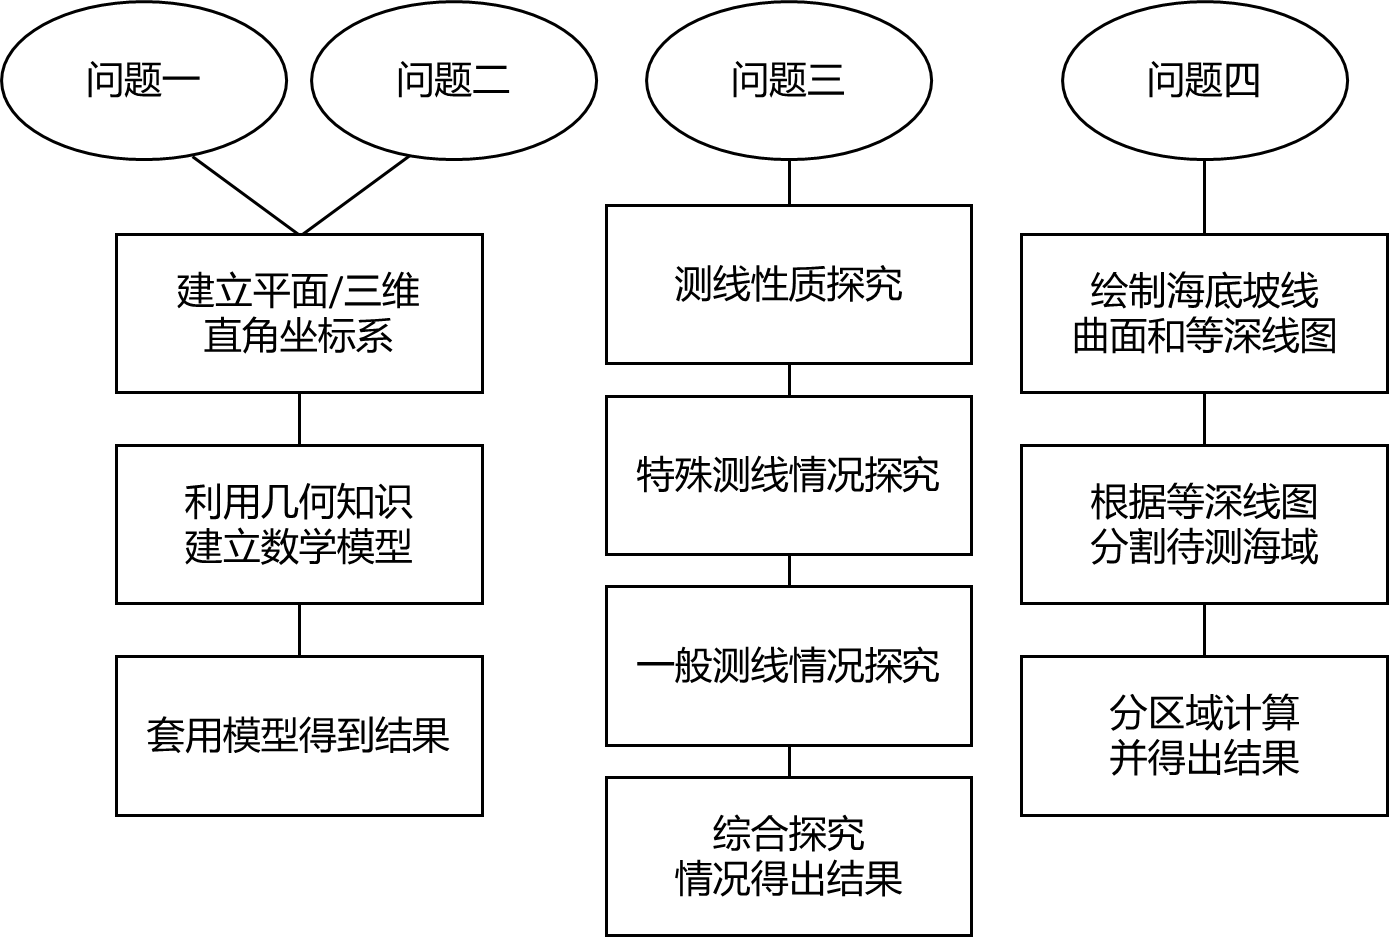 问题一
问题二
建立平面/三维
直角坐标系
利用几何知识
建立数学模型
套用模型得到结果
问题三
测线性质探究
特殊测线情况探究
一般测线情况探究
综合探究
情况得出结果
问题四
绘制海底坡线
曲面和等深线图
根据等深线图
分割待测海域
分区域计算
并得出结果